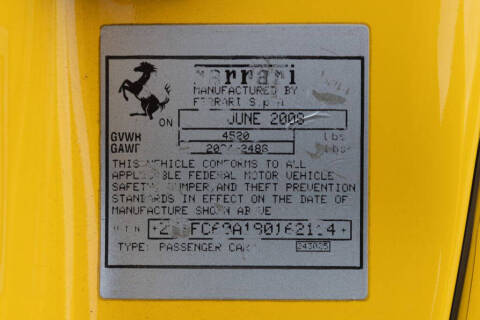 Ferrari
MANUFACTURED BY
FERRARI S.p.A
ON JUNE 2008
GVWR 4520 lbs
GAWR lbs
THIS VEHICLE CONFORMS TO ALL
APPLICABLE FEDERAL MOTOR VEHICLE
SAFETY, BUMPER, AND THEFT PREVENTION
STANDARDS IN EFFECT ON THE DATE OF
MANUFACTURE SHOWN ABOVE
V.I.N
TYPE: PASSENGER CAR